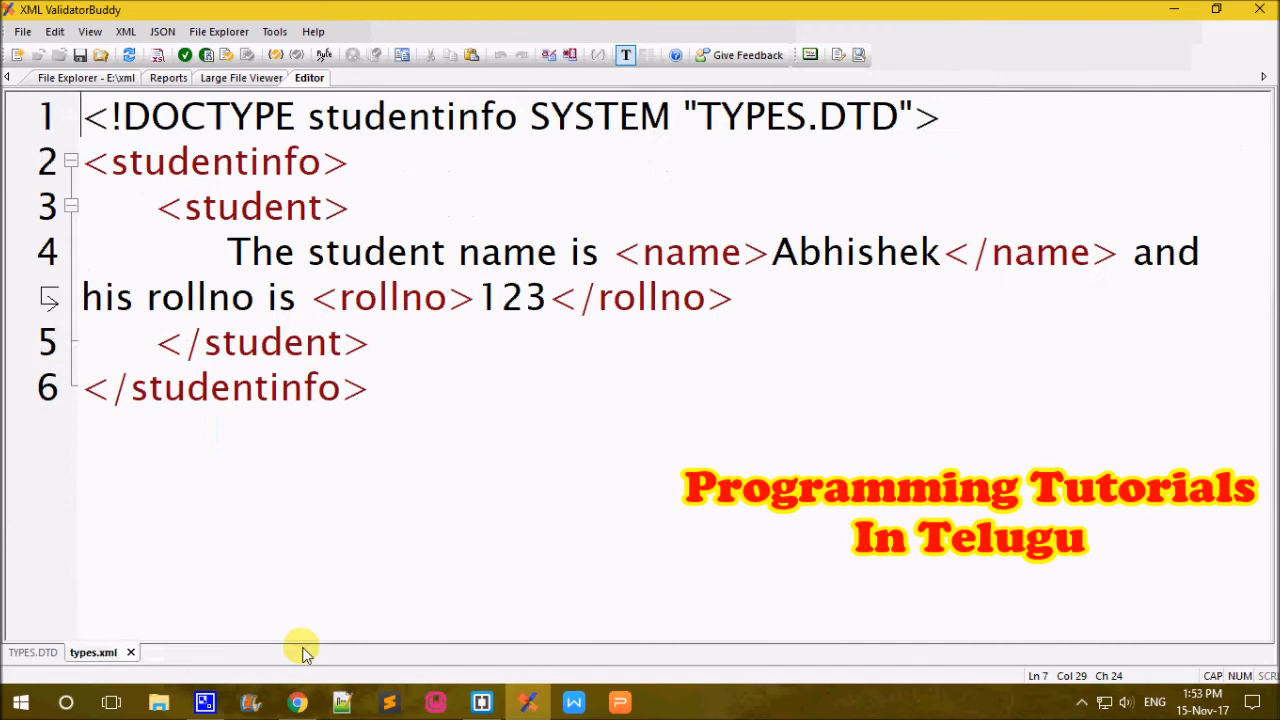 XML ValidatorBuddy
File Edit View XML JSON File Explorer Tools Help
Give Feedback
File Explorer - E:\xml Reports Large File Viewer Editor
1 <!DOCTYPE studentinfo SYSTEM "TYPES.DTD">
2 <studentinfo>
3 <student>
4 The student name is <name>Abhishek</name> and
his rollno is <rollno>123</rollno>
5 </student>
6 </studentinfo>
Programming Tutorials
In Telugu
TYPES.DTD types.xml
Ln 7 Col 29 Ch 24 CAP NUM SCR
ENG 1:53 PM
15-Nov-17